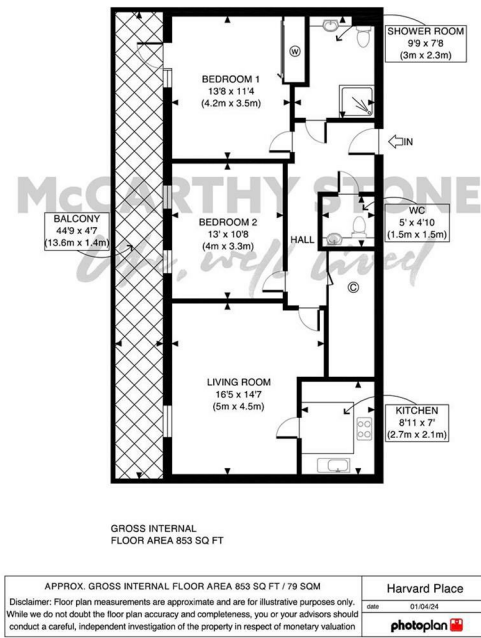 SHOWER ROOM
9'9 x 7'8
(3m x 2.3m)
W
BEDROOM 1
13'8 x 11'4
(4.2m x 3.5m)
IN
McCARTHY STONE
Life, well lived
BALCONY
44'9 x 4'7
(13.6m x 1.4m)
BEDROOM 2
13' x 10'8
(4m x 3.3m)
HALL
WC
5' x 4'10
(1.5m x 1.5m)
C
LIVING ROOM
16'5 x 14'7
(5m x 4.5m)
KITCHEN
8'11 x 7'
(2.7m x 2.1m)
GROSS INTERNAL
FLOOR AREA 853 SQ FT
APPROX. GROSS INTERNAL FLOOR AREA 853 SQ FT / 79 SQM
Disclaimer: Floor plan measurements are approximate and are for illustrative purposes only.
While we do not doubt the floor plan accuracy and completeness, you or your advisors should
conduct a careful, independent investigation of the property in respect of monetary valuation
Harvard Place
date 01/04/24
photoplan